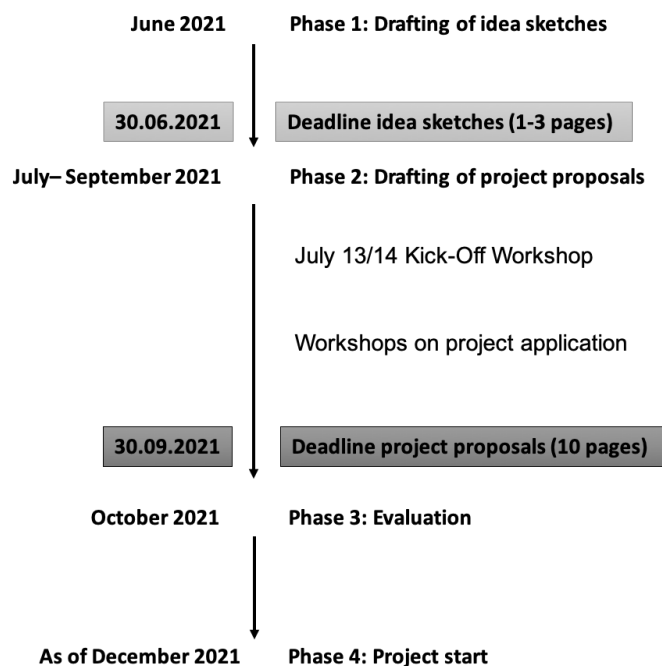 June 2021 Phase 1: Drafting of idea sketches
30.06.2021 Deadline idea sketches (1-3 pages)
July– September 2021 Phase 2: Drafting of project proposals
July 13/14 Kick-Off Workshop
Workshops on project application
30.09.2021 Deadline project proposals (10 pages)
October 2021 Phase 3: Evaluation
As of December 2021 Phase 4: Project start